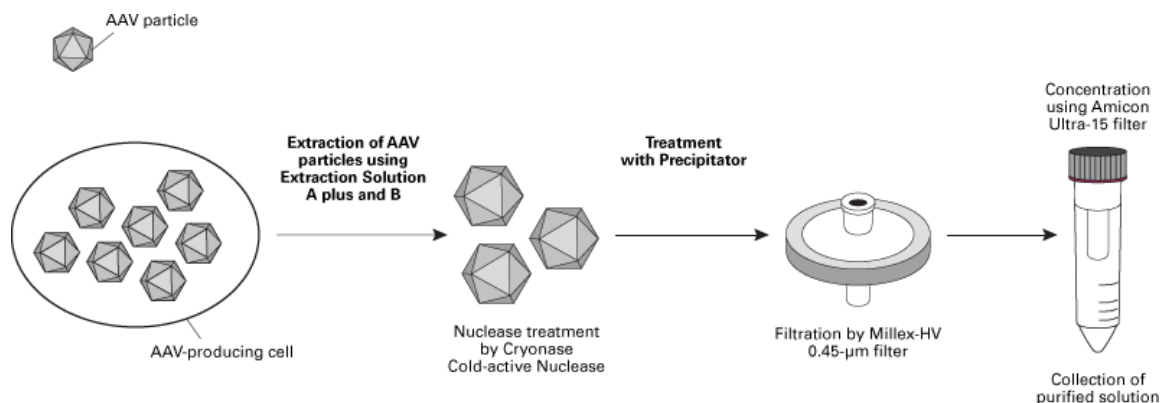 AAV particle
AAV-producing cell
Extraction of AAV
particles using
Extraction Solution
A plus and B
Nuclease treatment
by Cryonase
Cold-active Nuclease
Treatment
with Precipitator
Filtration by Millex-HV
0.45-µm filter
Concentration
using Amicon
Ultra-15 filter
Collection of
purified solution